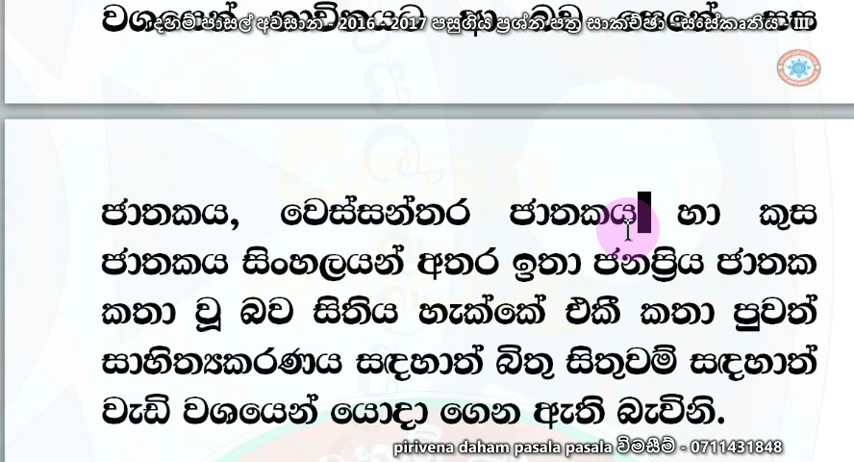 දහම් පාසල් අවසාන - 2016 - 2017 පසුගිය ප්‍රශ්න පත්‍ර සාකච්ඡා - සංස්කෘතිය - III
ජාතකය, වෙස්සන්තර ජාතකය හා කුස
ජාතකය සිංහලයන් අතර ඉතා ජනප්‍රිය ජාතක
කතා වූ බව සිතිය හැක්කේ එකී කතා පුවත්
සාහිත්‍යකරණය සඳහාත් බිතු සිතුවම් සඳහාත්
වැඩි වශයෙන් යොදා ගෙන ඇති බැවිනි.
pirivena daham pasala pasala විමසීම් - 0711431848